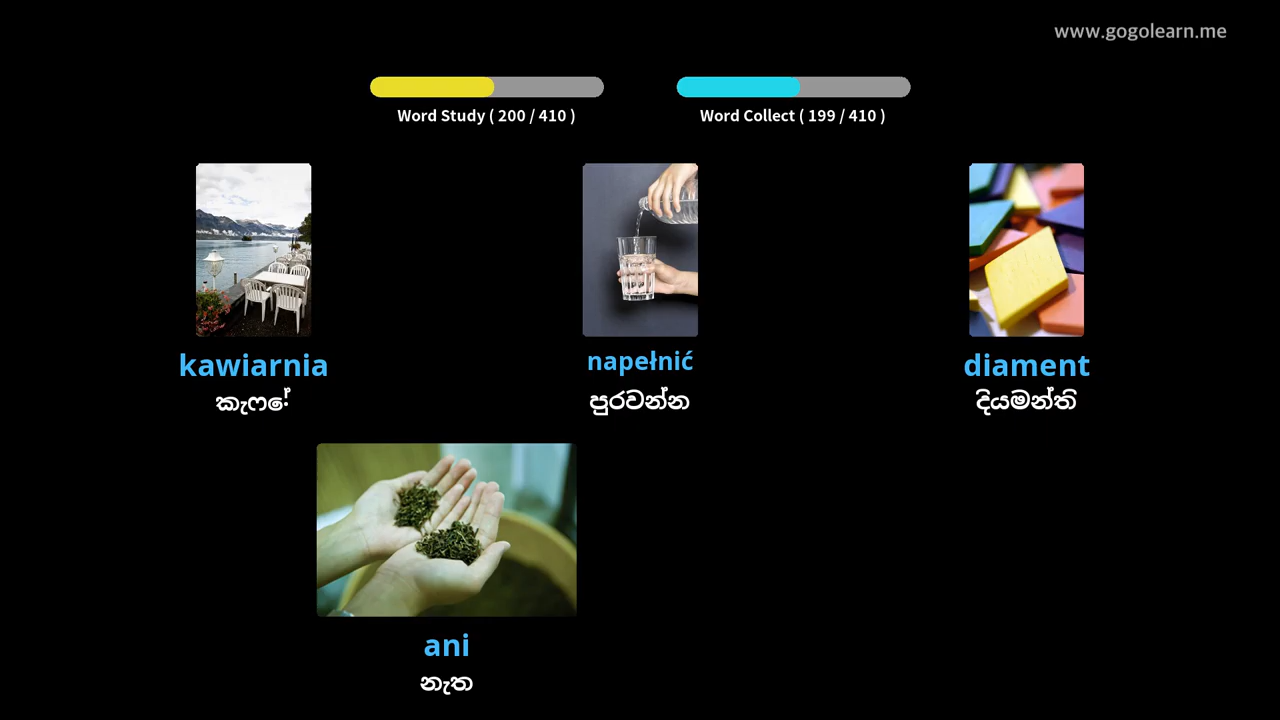 www.gogolearn.me
Word Study ( 200 / 410 )
Word Collect ( 199 / 410 )
kawiarnia
කැෆේ
napełnić
පුරවන්න
diament
දියමන්ති
ani
නැත